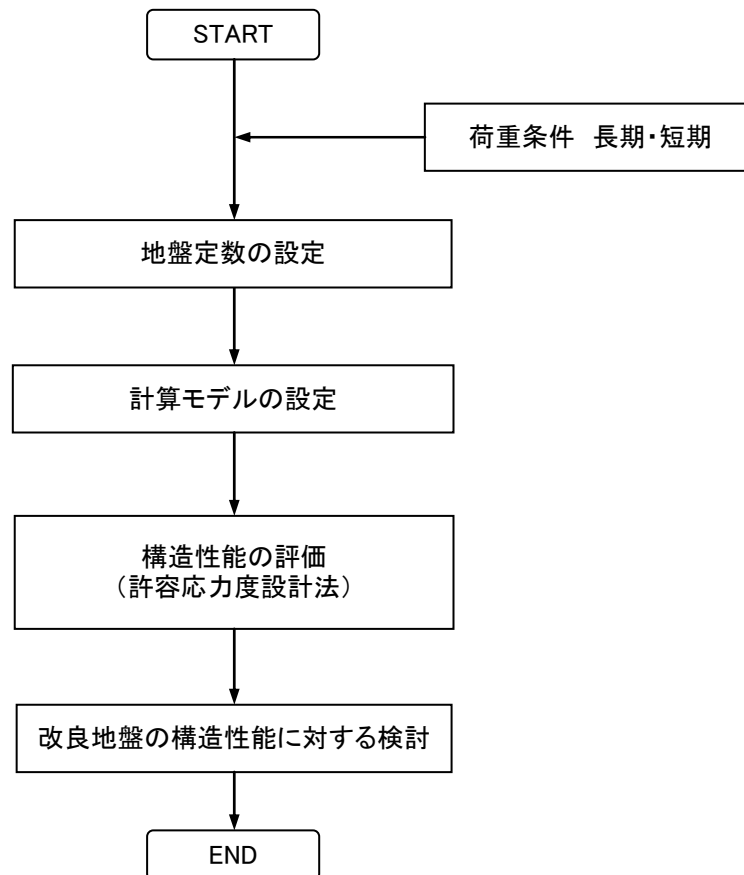 START
荷重条件 長期・短期
地盤定数の設定
計算モデルの設定
構造性能の評価
（許容応力度設計法）
改良地盤の構造性能に対する検討
END